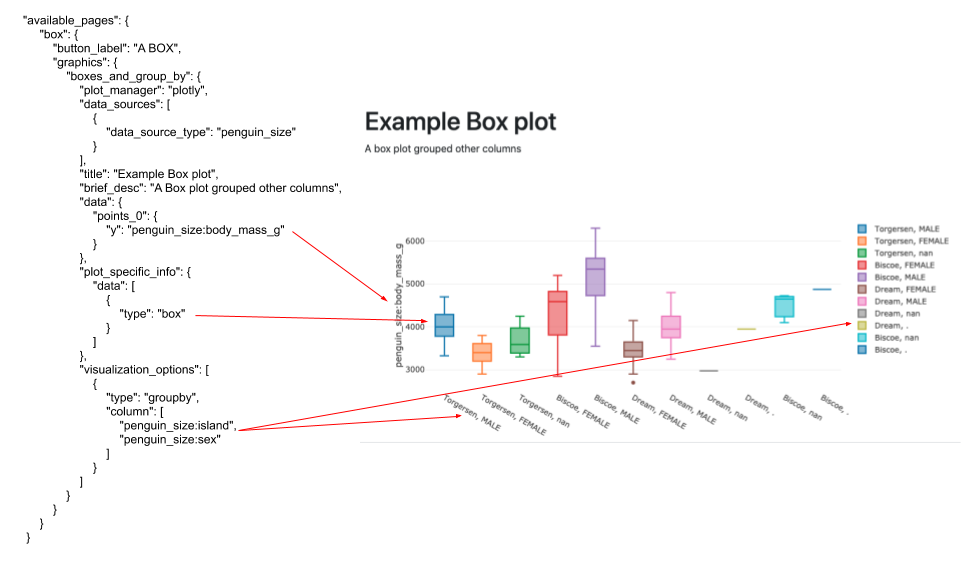 "available_pages": {
"box": {
"button_label": "A BOX",
"graphics": {
"boxes_and_group_by": {
"plot_manager": "plotly",
"data_sources": [
{
"data_source_type": "penguin_size"
}
],
"title": "Example Box plot",
"brief_desc": "A Box plot grouped other columns",
"data": {
"points_0": {
"y": "penguin_size:body_mass_g"
}
},
"plot_specific_info": {
"data": [
{
"type": "box"
}
]
},
"visualization_options": [
{
"type": "groupby",
"column": [
"penguin_size:island",
"penguin_size:sex"
]
}
]
}
}
}
}
Example Box plot
A box plot grouped other columns
penguin_size:body_mass_g
6000
5000
4000
3000
Torgersen, MALE
Torgersen, FEMALE
Torgersen, nan
Biscoe, FEMALE
Biscoe, MALE
Dream, FEMALE
Dream, MALE
Dream, nan
Dream, .
Biscoe, nan
Biscoe, .
Torgersen, MALE
Torgersen, FEMALE
Torgersen, nan
Biscoe, FEMALE
Biscoe, MALE
Dream, FEMALE
Dream, MALE
Dream, nan
Dream, .
Biscoe, nan
Biscoe, .